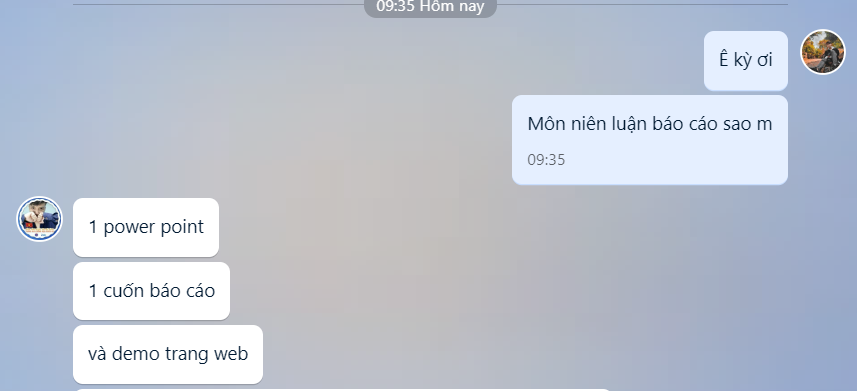 09:35 Hôm nay
Ê kỳ ơi
Môn niên luận báo cáo sao m
09:35
1 power point
1 cuốn báo cáo
và demo trang web